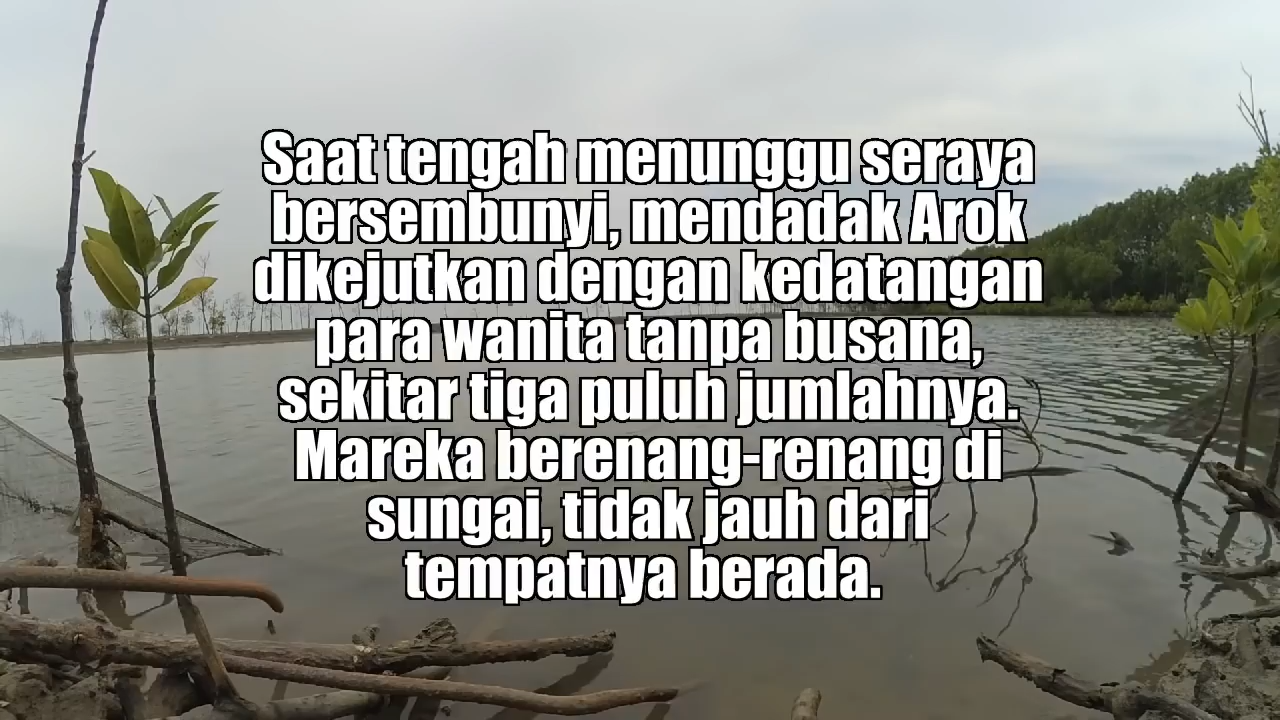 Saat tengah menunggu seraya
bersembunyi, mendadak Arok
dikejutkan dengan kedatangan
para wanita tanpa busana,
sekitar tiga puluh jumlahnya.
Mareka berenang-renang di
sungai, tidak jauh dari
tempatnya berada.